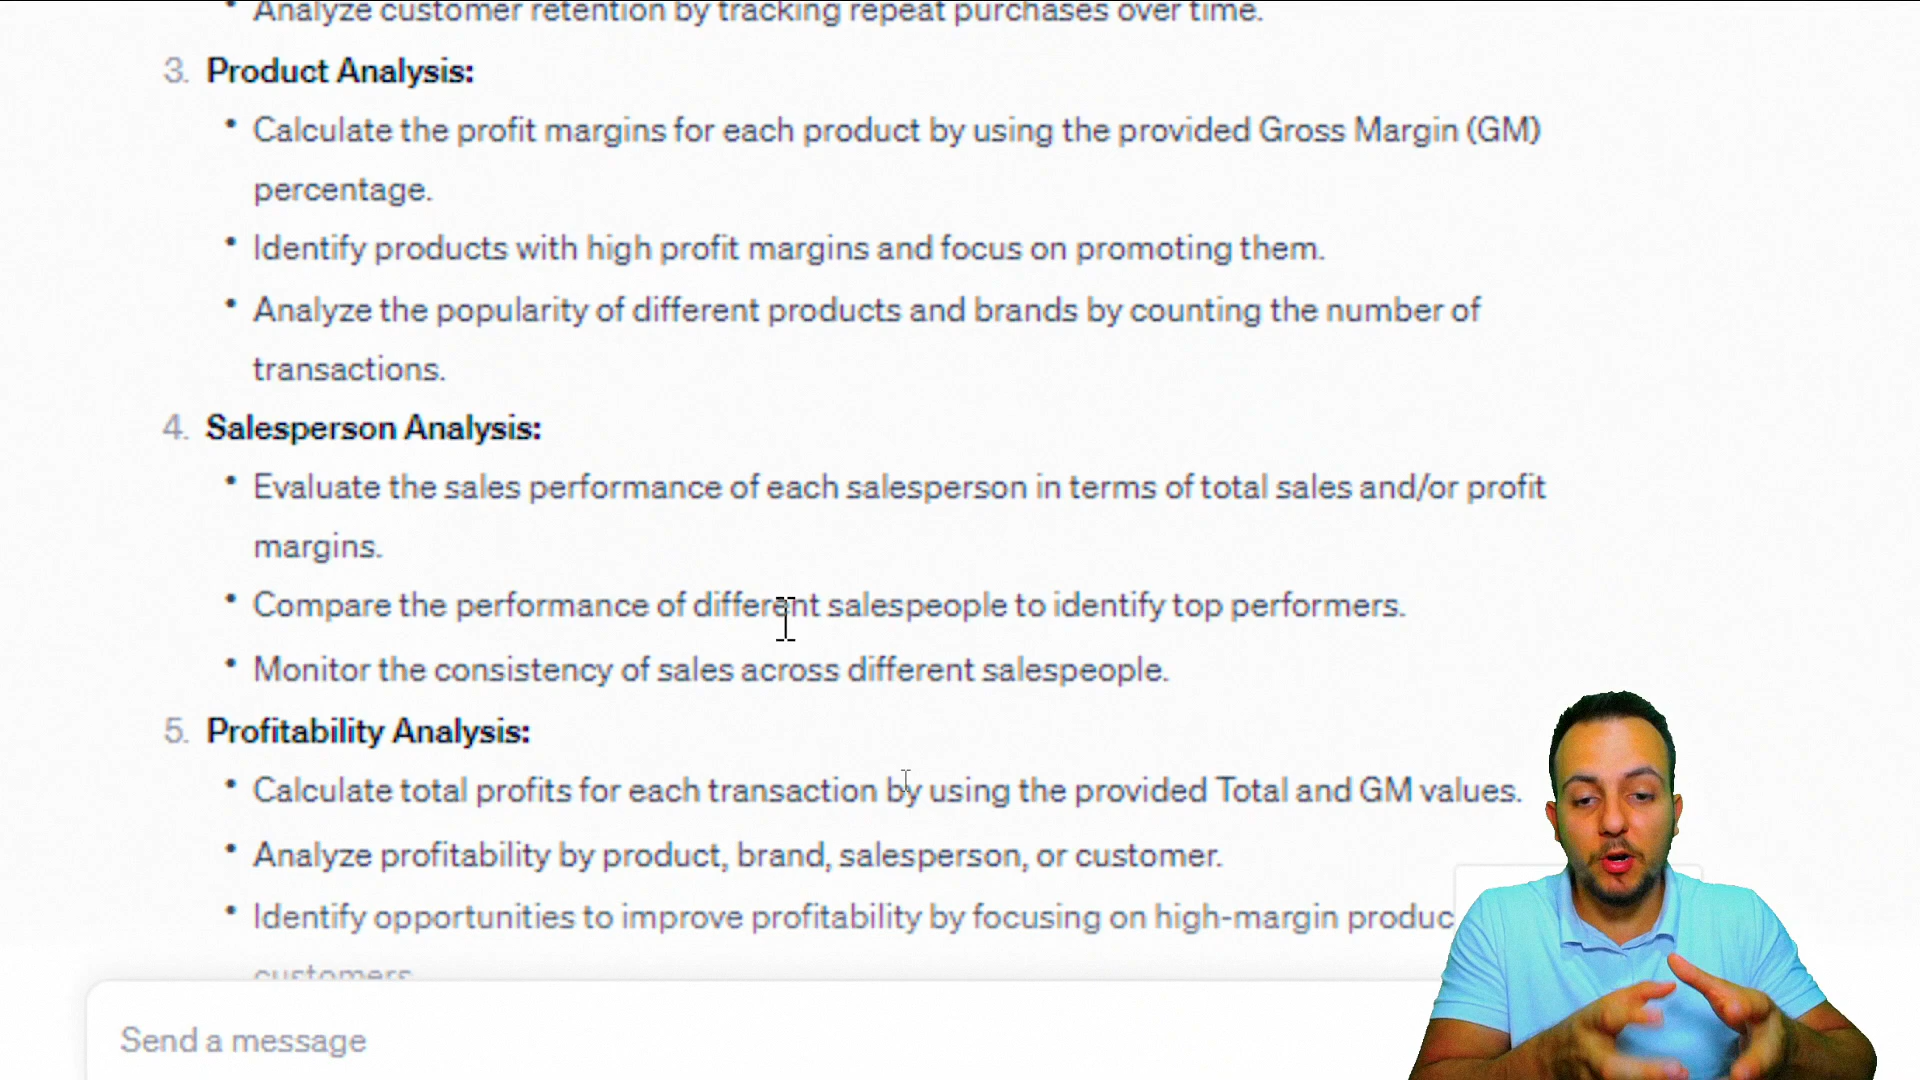 Analyze customer retention by tracking repeat purchases over time.
3. Product Analysis:
• Calculate the profit margins for each product by using the provided Gross Margin (GM)
percentage.
• Identify products with high profit margins and focus on promoting them.
• Analyze the popularity of different products and brands by counting the number of
transactions.
4. Salesperson Analysis:
• Evaluate the sales performance of each salesperson in terms of total sales and/or profit
margins.
• Compare the performance of different salespeople to identify top performers.
• Monitor the consistency of sales across different salespeople.
5. Profitability Analysis:
• Calculate total profits for each transaction by using the provided Total and GM values.
• Analyze profitability by product, brand, salesperson, or customer.
• Identify opportunities to improve profitability by focusing on high-margin produc
customers.
Send a message